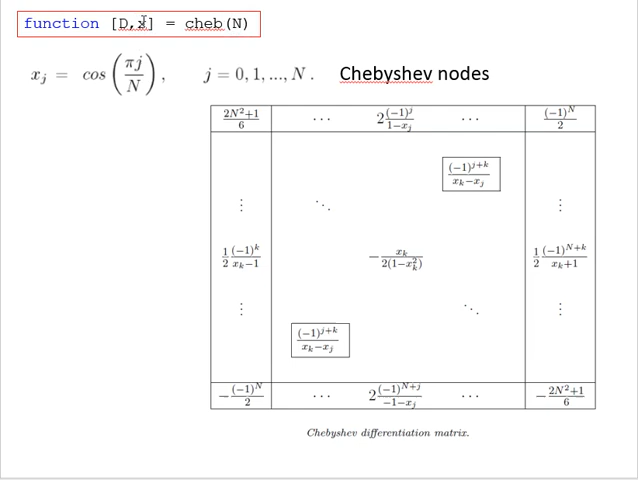 function [D,x] = cheb(N)
x_j = cos(πj/N), j = 0, 1, ..., N. Chebyshev nodes
(2N^2+1)/6 ⋯ 2(-1)^j/(1-x_j) ⋯ (-1)^N/2
(-1)^{j+k}/(x_k-x_j)
⋮ ⋱ ⋮
1/2 (-1)^k/(x_k-1) -x_k/(2(1-x_k^2)) 1/2 (-1)^{N+k}/(x_k+1)
⋮ ⋱ ⋮
(-1)^{j+k}/(x_k-x_j)
-(-1)^N/2 ⋯ 2(-1)^{N+j}/(-1-x_j) ⋯ -(2N^2+1)/6
Chebyshev differentiation matrix.